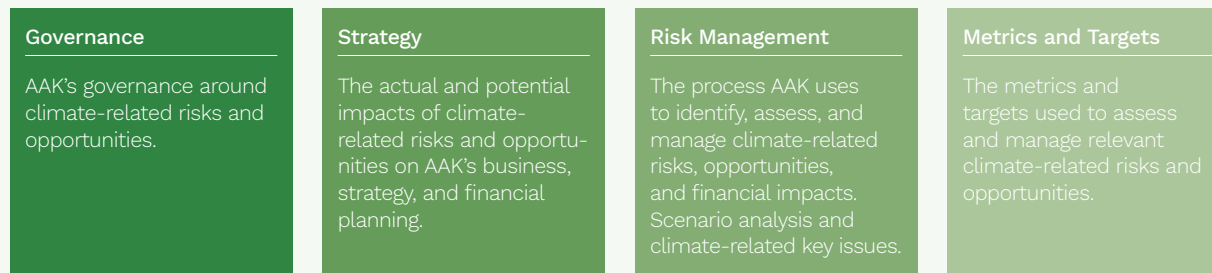 Governance
AAK's governance around
climate-related risks and
opportunities.
Strategy
The actual and potential
impacts of climate-
related risks and opportu-
nities on AAK's business,
strategy, and financial
planning.
Risk Management
The process AAK uses
to identify, assess, and
manage climate-related
risks, opportunities,
and financial impacts.
Scenario analysis and
climate-related key issues.
Metrics and Targets
The metrics and
targets used to assess
and manage relevant
climate-related risks and
opportunities.